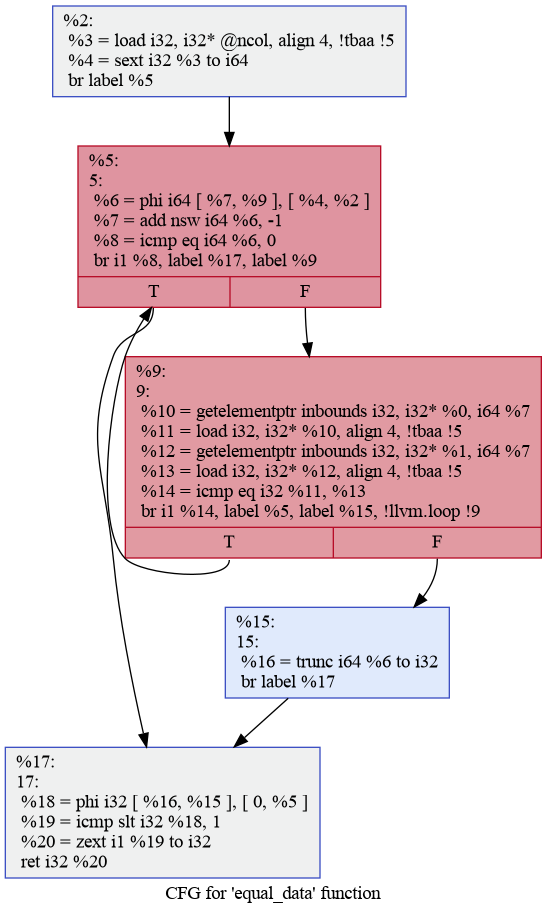 %2:
%3 = load i32, i32* @ncol, align 4, !tbaa !5
%4 = sext i32 %3 to i64
br label %5
%5:
5:
%6 = phi i64 [ %7, %9 ], [ %4, %2 ]
%7 = add nsw i64 %6, -1
%8 = icmp eq i64 %6, 0
br i1 %8, label %17, label %9
T F
%9:
9:
%10 = getelementptr inbounds i32, i32* %0, i64 %7
%11 = load i32, i32* %10, align 4, !tbaa !5
%12 = getelementptr inbounds i32, i32* %1, i64 %7
%13 = load i32, i32* %12, align 4, !tbaa !5
%14 = icmp eq i32 %11, %13
br i1 %14, label %5, label %15, !llvm.loop !9
T F
%15:
15:
%16 = trunc i64 %6 to i32
br label %17
%17:
17:
%18 = phi i32 [ %16, %15 ], [ 0, %5 ]
%19 = icmp slt i32 %18, 1
%20 = zext i1 %19 to i32
ret i32 %20
CFG for 'equal_data' function